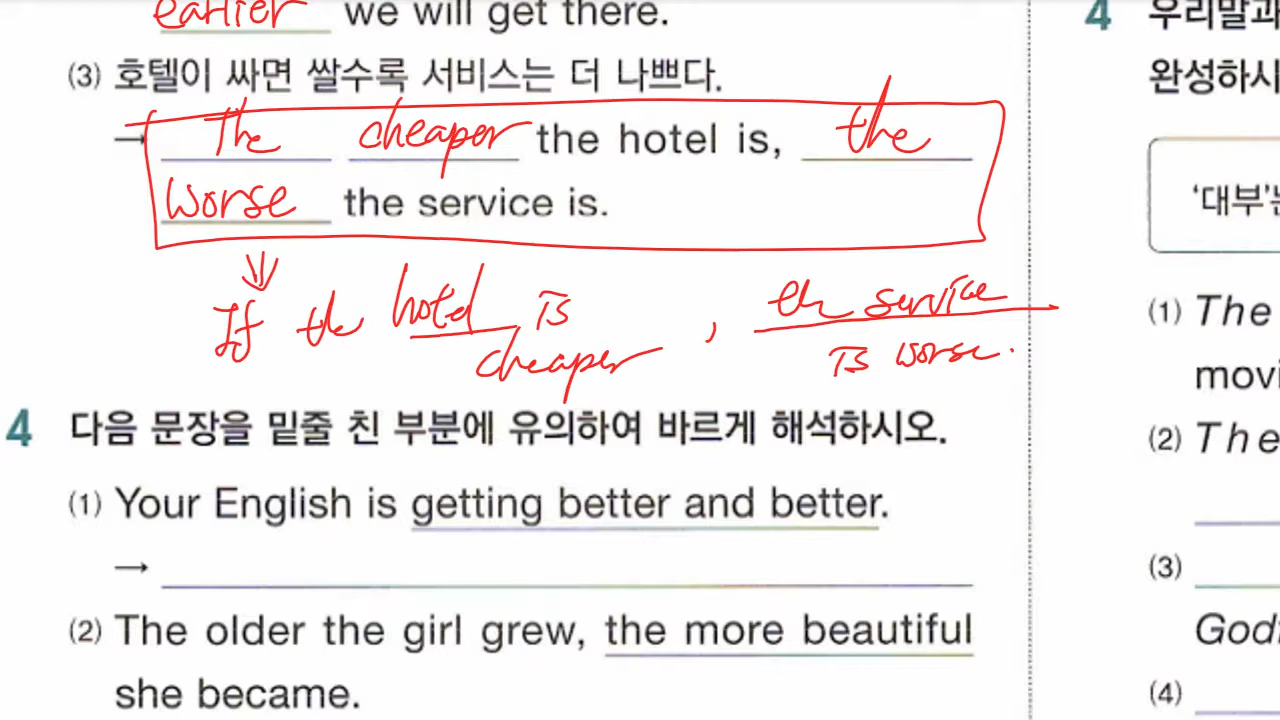 earlier we will get there.
(3) 호텔이 싸면 쌀수록 서비스는 더 나쁘다.
→ The cheaper the hotel is, the
worse the service is.
⇓
If the hotel is cheaper, the service is worse.
4 다음 문장을 밑줄 친 부분에 유의하여 바르게 해석하시오.
(1) Your English is getting better and better.
→
(2) The older the girl grew, the more beautiful
she became.
4 우리말과
완성하시
'대부'는
(1) The
movi
(2) The
(3)
Godf
(4)